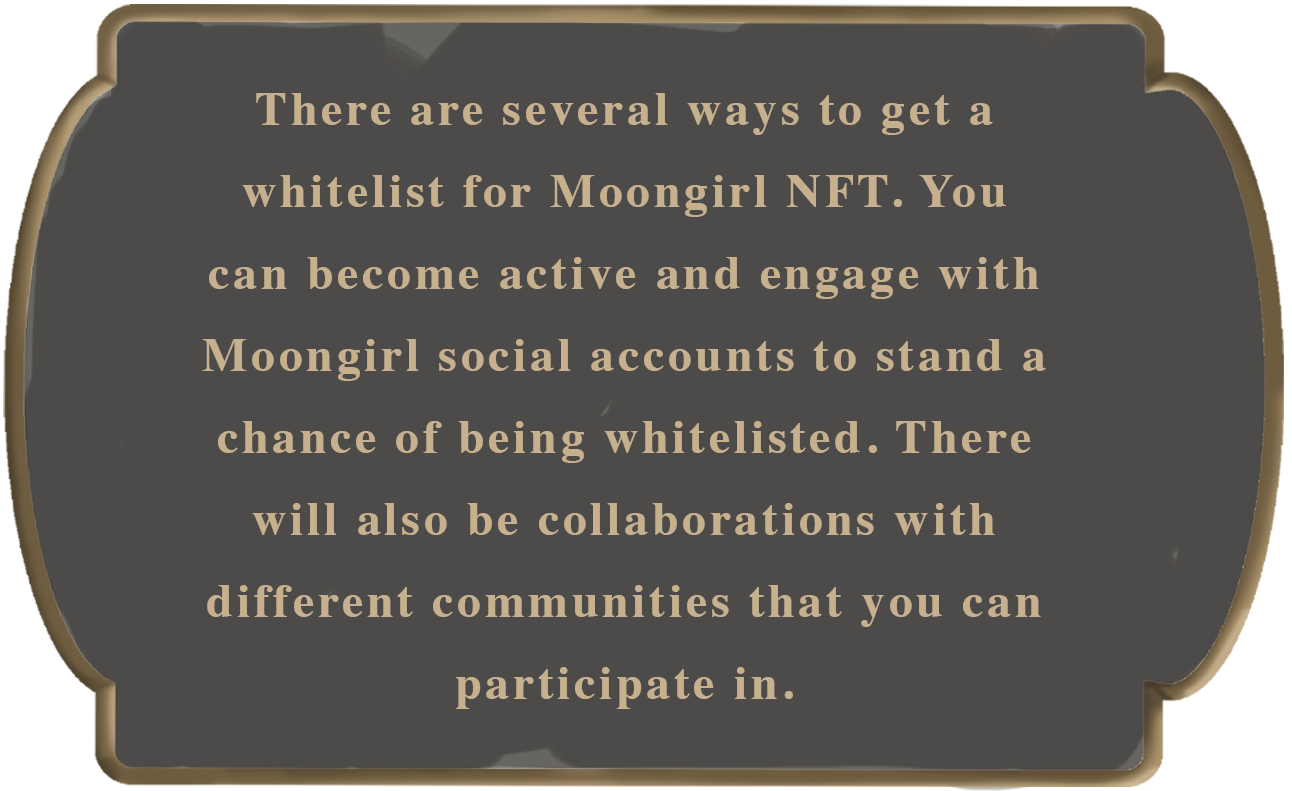 There are several ways to get a
whitelist for Moongirl NFT. You
can become active and engage with
Moongirl social accounts to stand a
chance of being whitelisted. There
will also be collaborations with
different communities that you can
participate in.